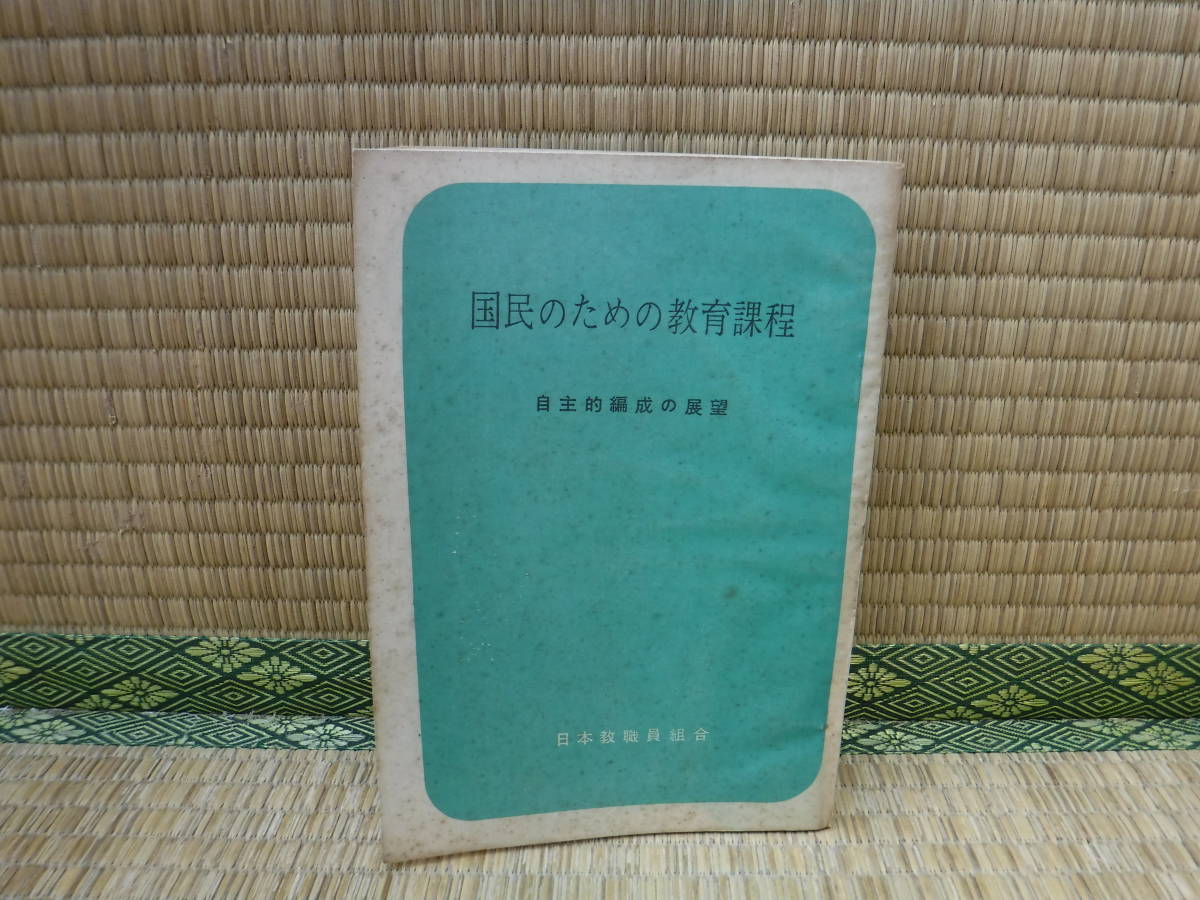 国民のための教育課程
自主的編成の展望
日本教職員組合